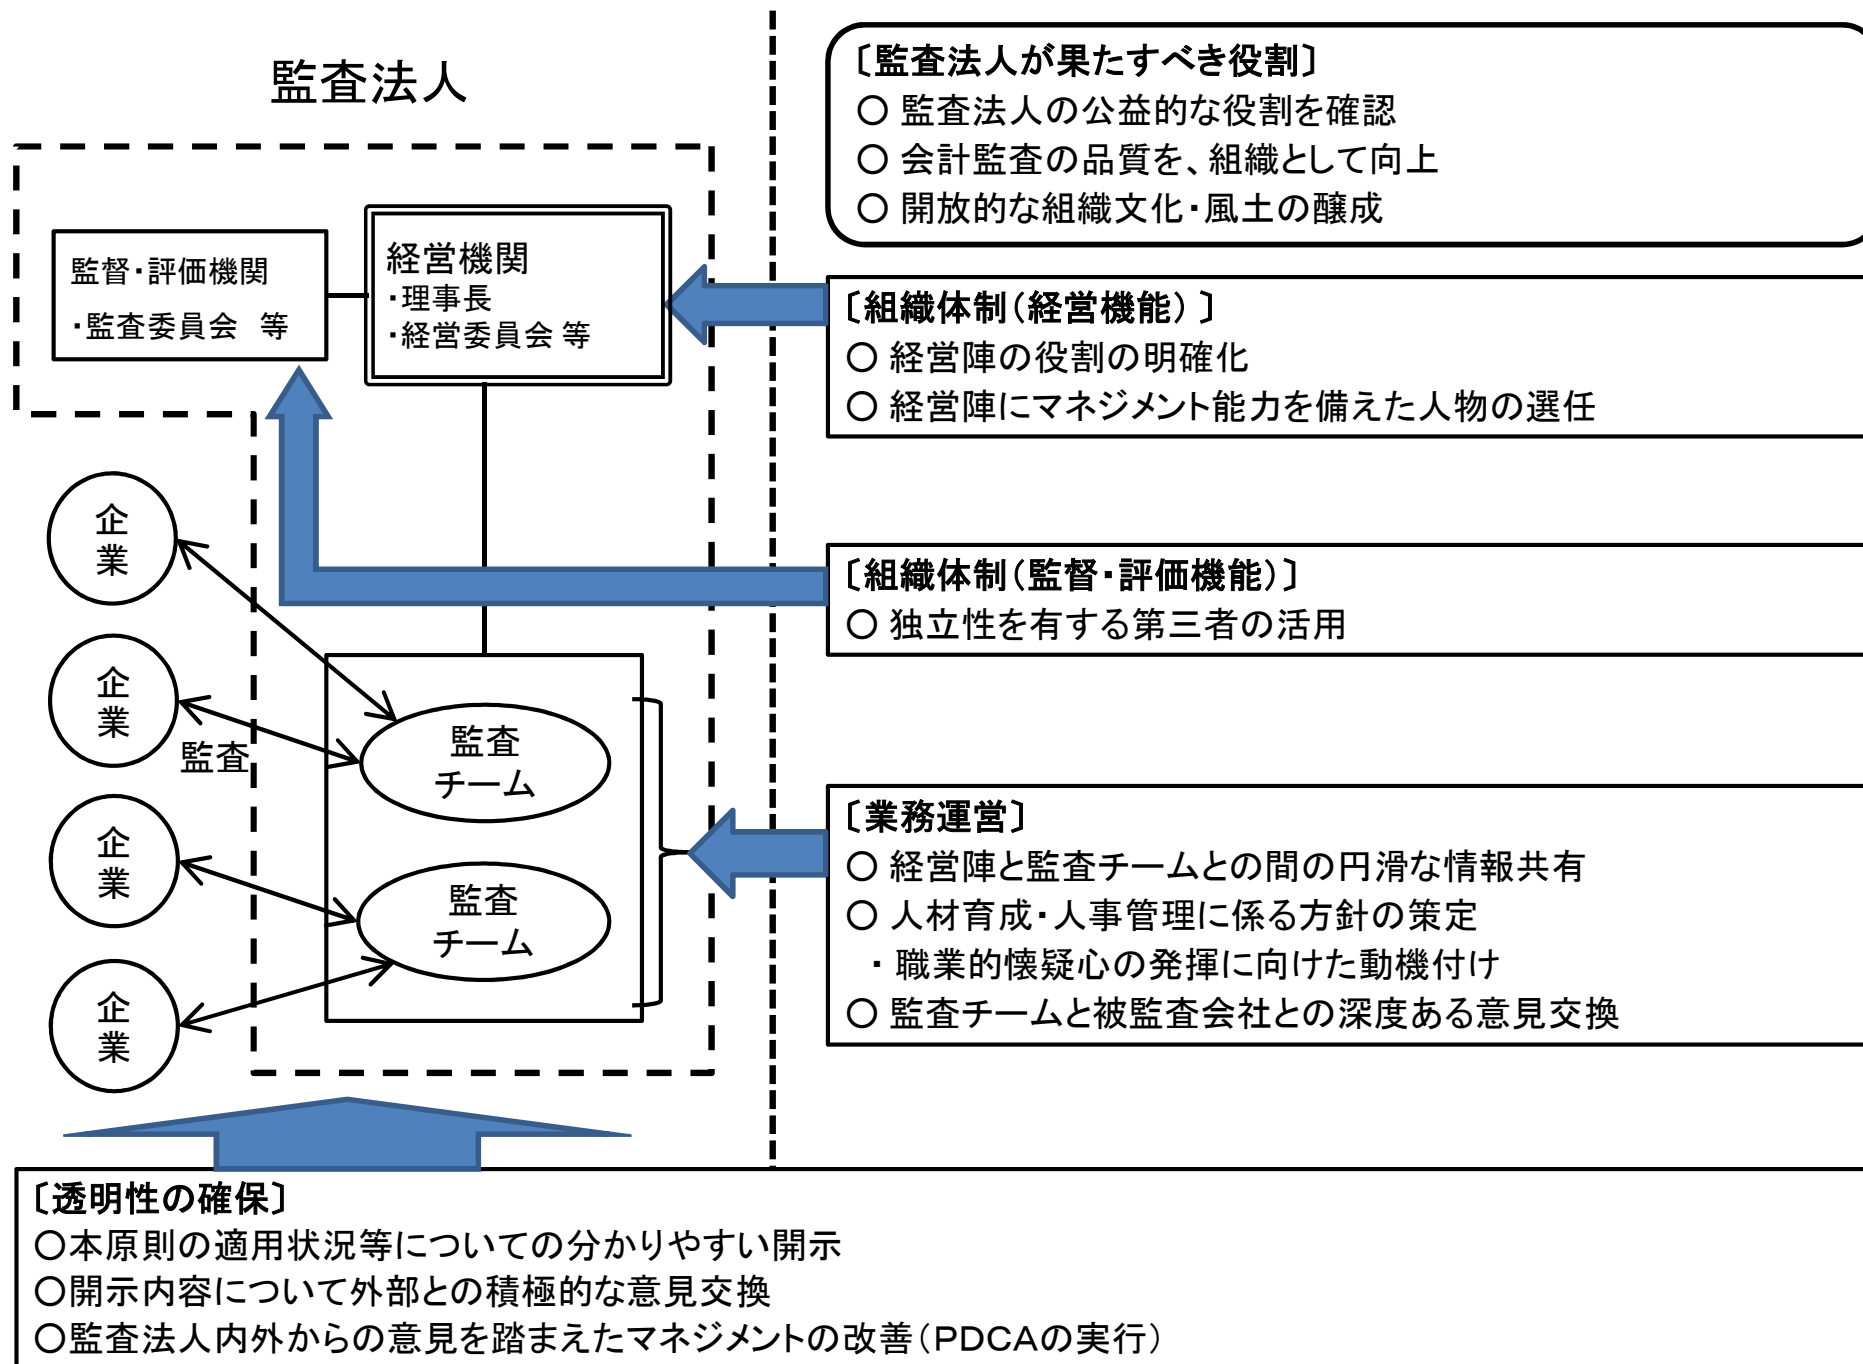 監査法人
監督・評価機関
・監査委員会 等
経営機関
・理事長
・経営委員会 等
企
業
企
業
監査
企
業
企
業
監査
チーム
監査
チーム
〔監査法人が果たすべき役割〕
○ 監査法人の公益的な役割を確認
○ 会計監査の品質を、組織として向上
○ 開放的な組織文化・風土の醸成
〔組織体制(経営機能) 〕
○ 経営陣の役割の明確化
○ 経営陣にマネジメント能力を備えた人物の選任
〔組織体制(監督・評価機能)〕
○ 独立性を有する第三者の活用
〔業務運営〕
○ 経営陣と監査チームとの間の円滑な情報共有
○ 人材育成・人事管理に係る方針の策定
・ 職業的懐疑心の発揮に向けた動機付け
○ 監査チームと被監査会社との深度ある意見交換
〔透明性の確保〕
○本原則の適用状況等についての分かりやすい開示
○開示内容について外部との積極的な意見交換
○監査法人内外からの意見を踏まえたマネジメントの改善(PDCAの実行)